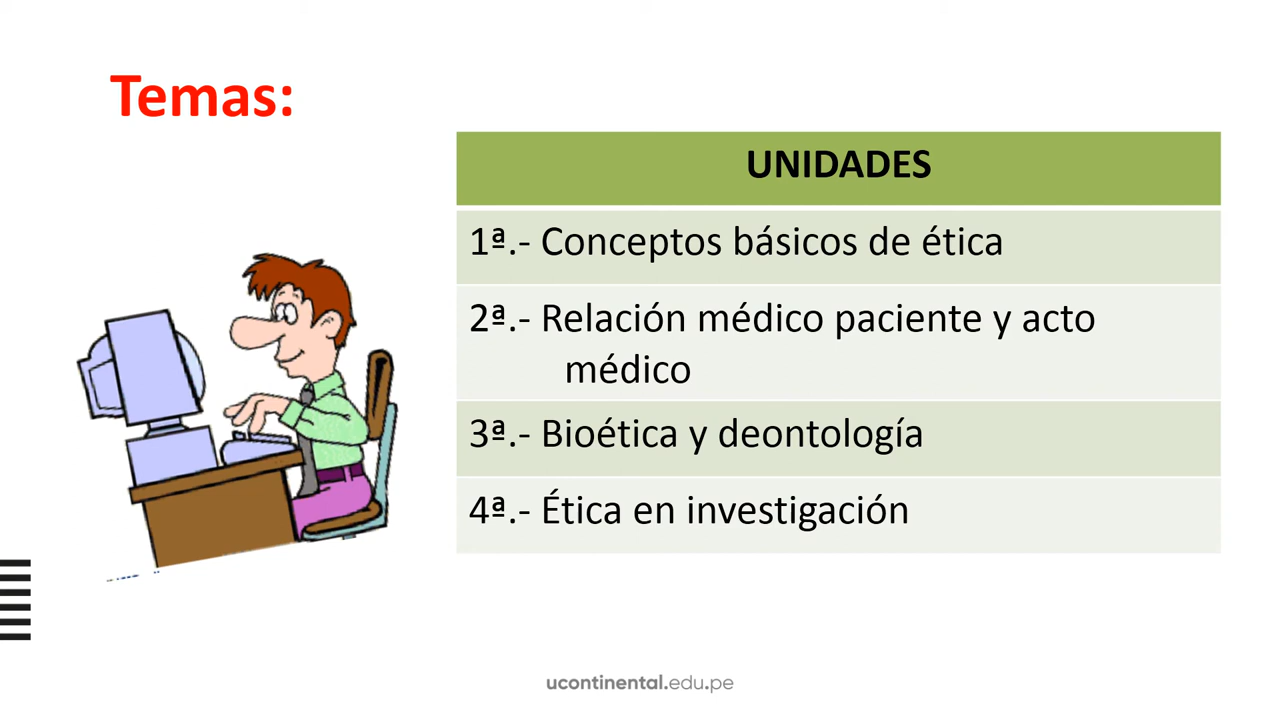 Temas:
UNIDADES
1ª.- Conceptos básicos de ética
2ª.- Relación médico paciente y acto
médico
3ª.- Bioética y deontología
4ª.- Ética en investigación
ucontinental.edu.pe